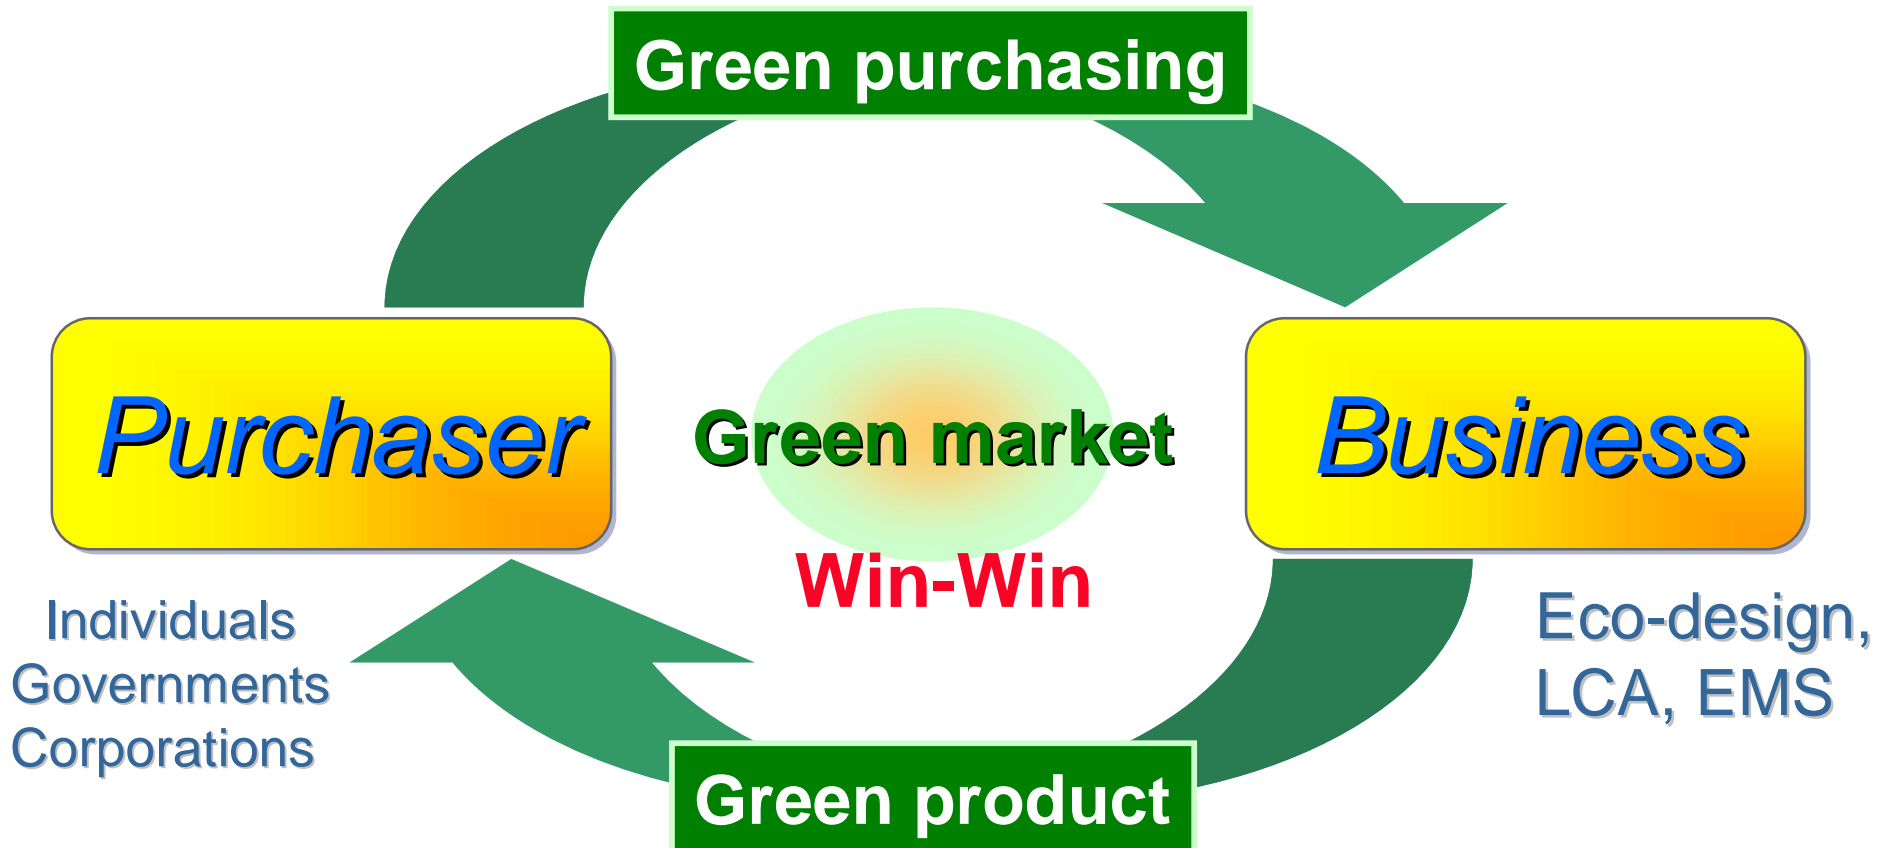 Green purchasing
Purchaser
Green market
Business
Win-Win
Individuals
Governments
Corporations
Eco-design,
LCA, EMS
Green product